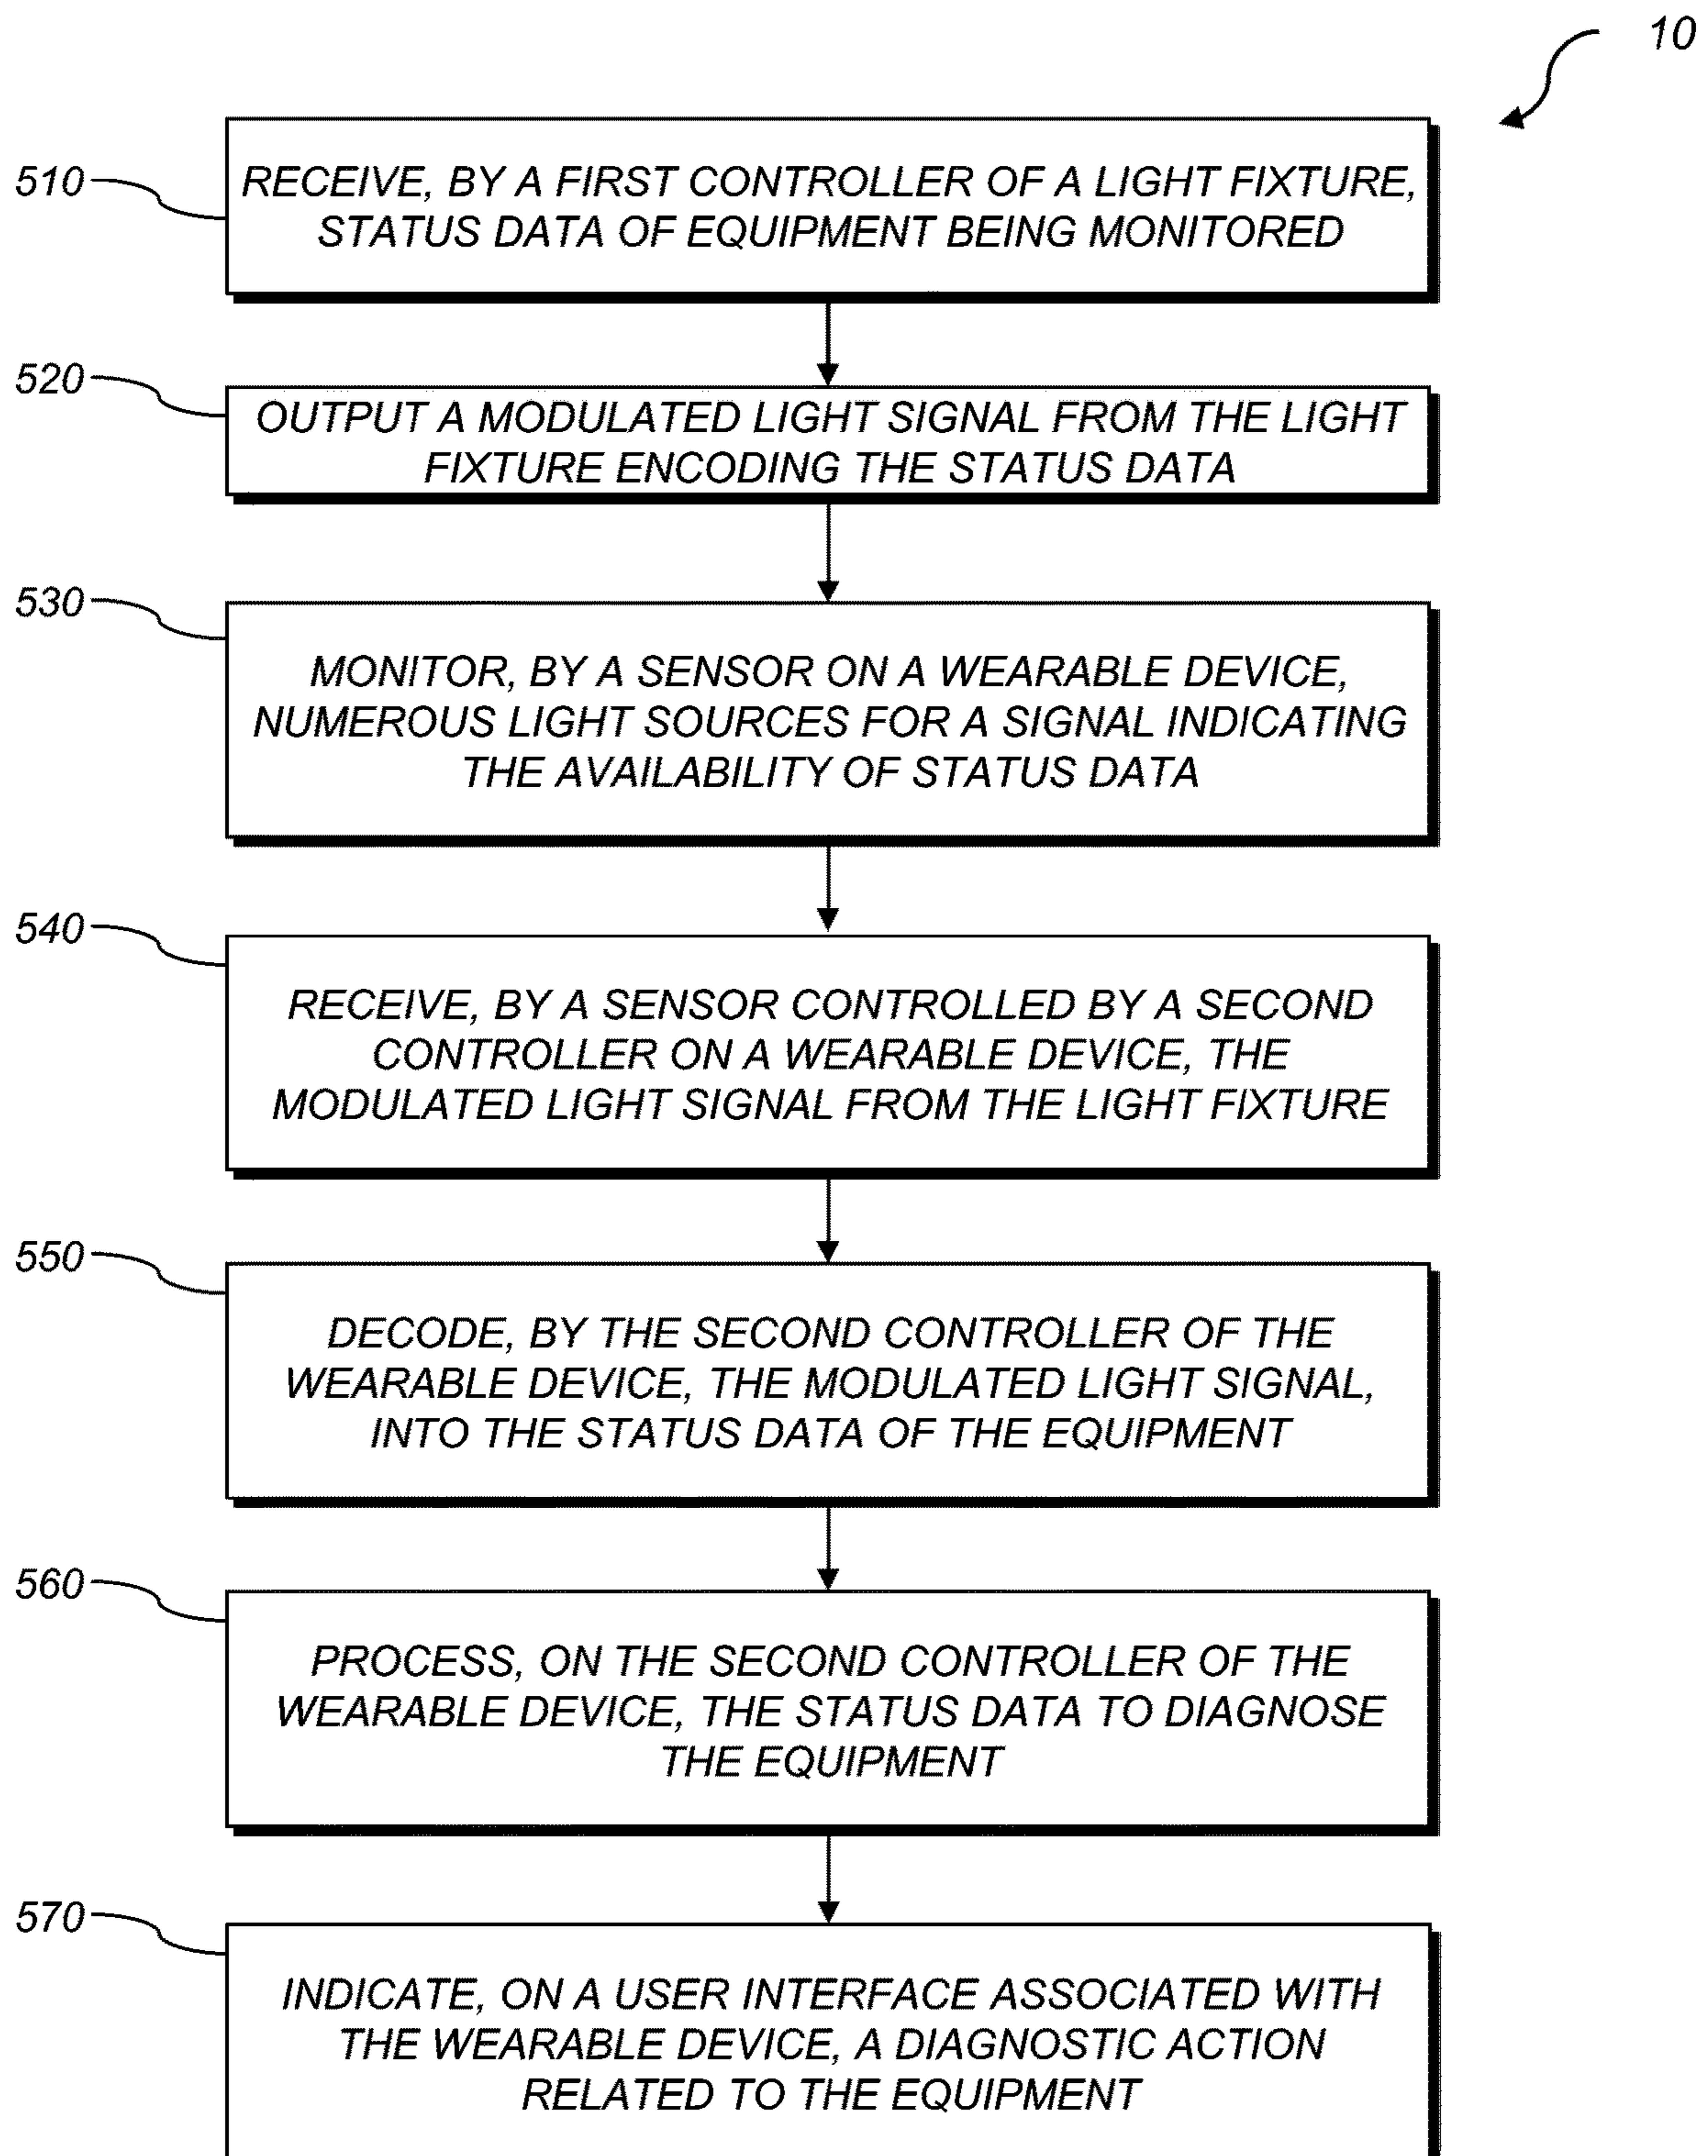 10
510
RECEIVE, BY A FIRST CONTROLLER OF A LIGHT FIXTURE,
STATUS DATA OF EQUIPMENT BEING MONITORED
520
OUTPUT A MODULATED LIGHT SIGNAL FROM THE LIGHT
FIXTURE ENCODING THE STATUS DATA
530
MONITOR, BY A SENSOR ON A WEARABLE DEVICE,
NUMEROUS LIGHT SOURCES FOR A SIGNAL INDICATING
THE AVAILABILITY OF STATUS DATA
540
RECEIVE, BY A SENSOR CONTROLLED BY A SECOND
CONTROLLER ON A WEARABLE DEVICE, THE
MODULATED LIGHT SIGNAL FROM THE LIGHT FIXTURE
550
DECODE, BY THE SECOND CONTROLLER OF THE
WEARABLE DEVICE, THE MODULATED LIGHT SIGNAL,
INTO THE STATUS DATA OF THE EQUIPMENT
560
PROCESS, ON THE SECOND CONTROLLER OF THE
WEARABLE DEVICE, THE STATUS DATA TO DIAGNOSE
THE EQUIPMENT
570
INDICATE, ON A USER INTERFACE ASSOCIATED WITH
THE WEARABLE DEVICE, A DIAGNOSTIC ACTION
RELATED TO THE EQUIPMENT